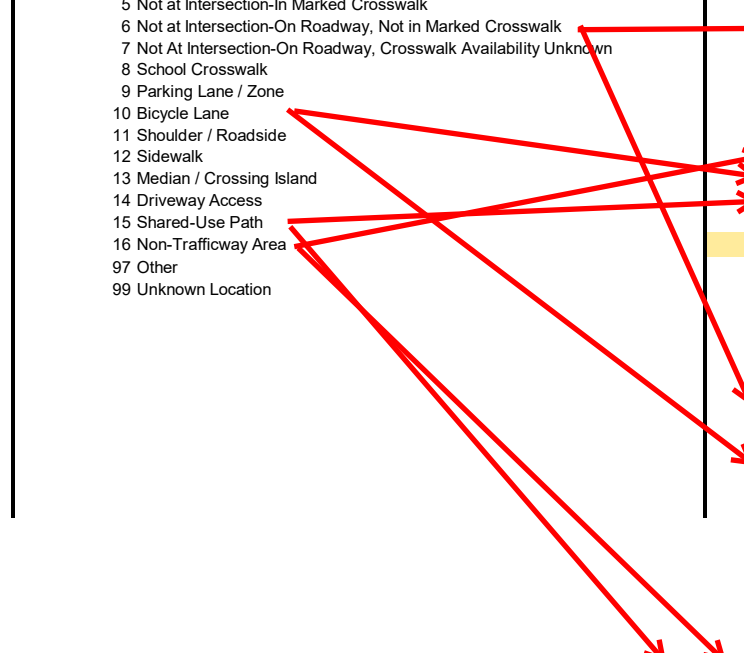 5 Not at Intersection-In Marked Crosswalk
6 Not at Intersection-On Roadway, Not in Marked Crosswalk
7 Not At Intersection-On Roadway, Crosswalk Availability Unknown
8 School Crosswalk
9 Parking Lane / Zone
10 Bicycle Lane
11 Shoulder / Roadside
12 Sidewalk
13 Median / Crossing Island
14 Driveway Access
15 Shared-Use Path
16 Non-Trafficway Area
97 Other
99 Unknown Location